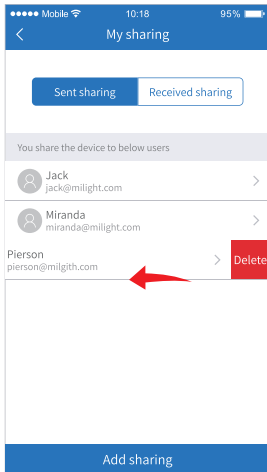 Mobile 10:18 95%
My sharing
Sent sharing Received sharing
You share the device to below users
Jack
jack@milight.com
Miranda
miranda@milight.com
Pierson
pierson@milgith.com
Delete
Add sharing